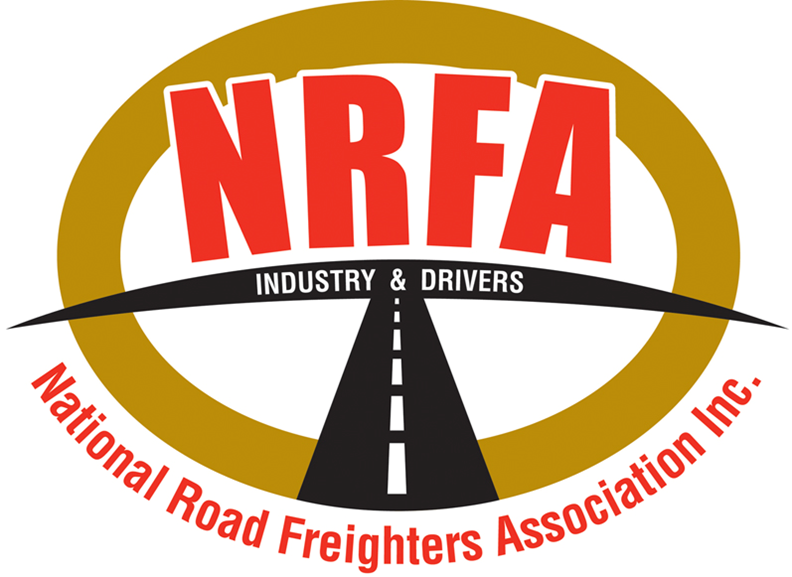 NRFA
INDUSTRY & DRIVERS
National Road Freighters Association Inc.